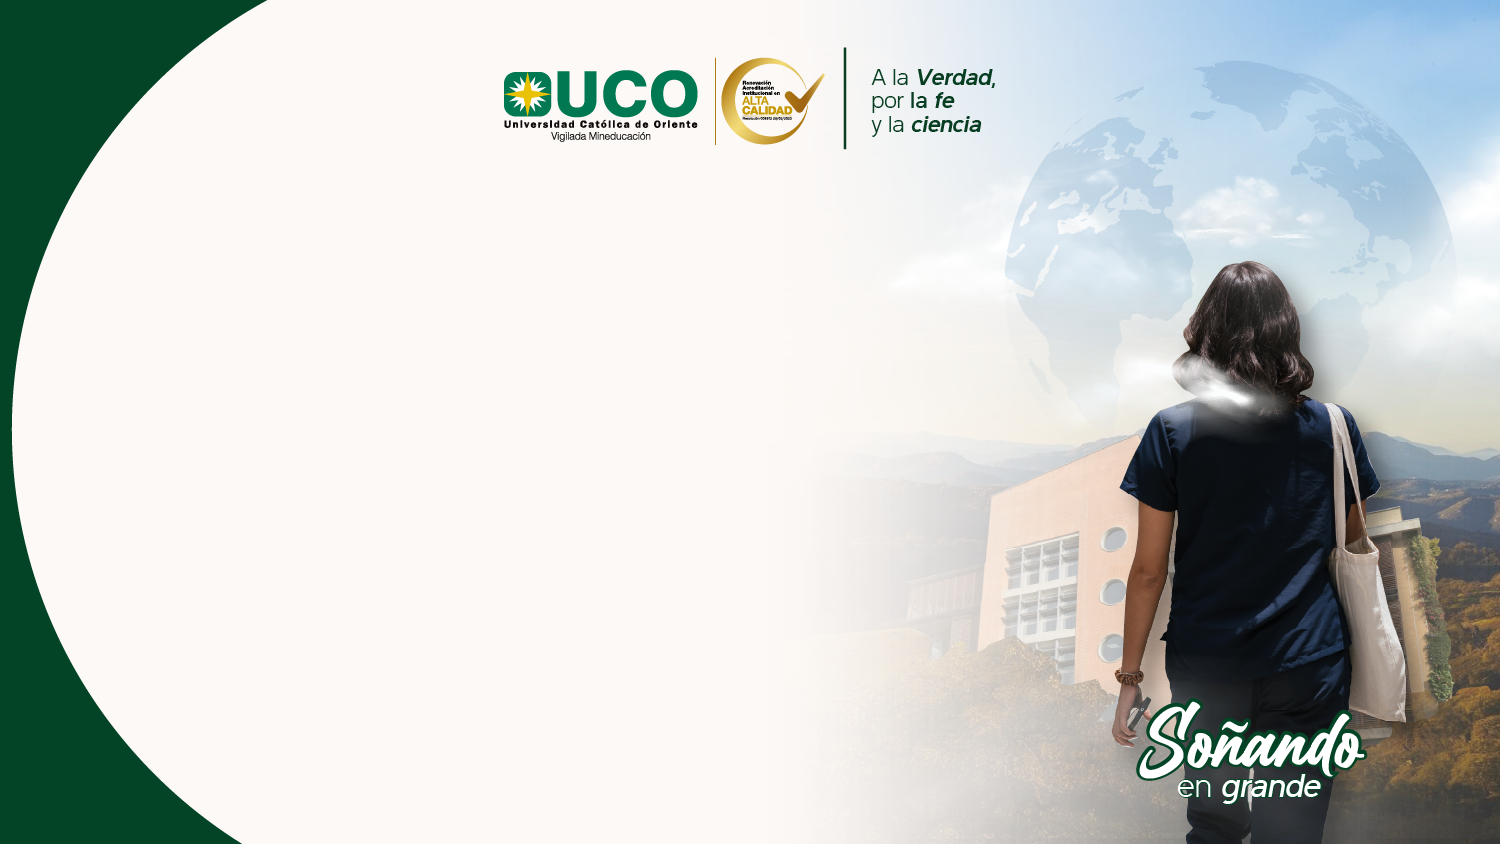 UCO
Universidad Católica de Oriente
Vigilada Mineducación
Renovación
Acreditación
Institucional en
ALTA
CALIDAD
A la Verdad,
por la fe
y la ciencia
Soñando
en grande